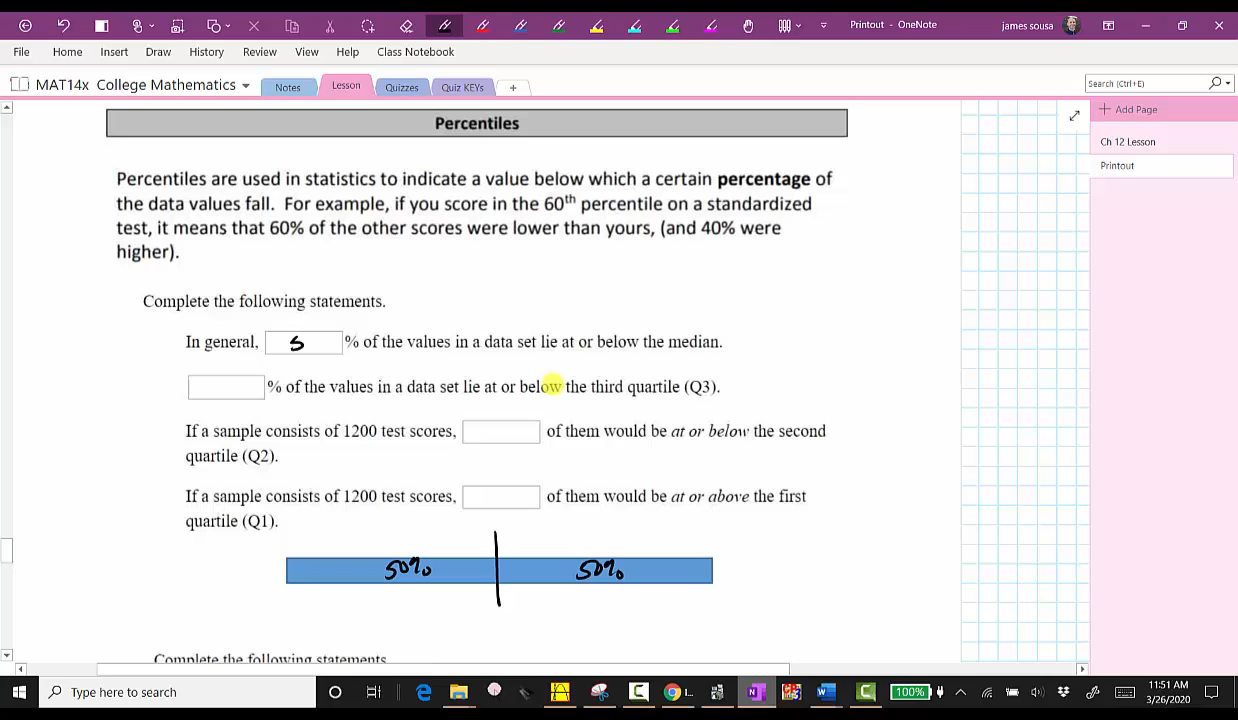 Printout - OneNote
james sousa
File Home Insert Draw History Review View Help Class Notebook
MAT14x College Mathematics
Notes Lesson Quizzes Quiz KEYs +
Search (Ctrl+E)
Add Page
Ch 12 Lesson
Printout
Percentiles
Percentiles are used in statistics to indicate a value below which a certain percentage of
the data values fall. For example, if you score in the 60th percentile on a standardized
test, it means that 60% of the other scores were lower than yours, (and 40% were
higher).
Complete the following statements.
In general, 5 % of the values in a data set lie at or below the median.
% of the values in a data set lie at or below the third quartile (Q3).
If a sample consists of 1200 test scores, of them would be at or below the second
quartile (Q2).
If a sample consists of 1200 test scores, of them would be at or above the first
quartile (Q1).
50% 50%
Complete the following statements
Type here to search
100%
11:51 AM
3/26/2020